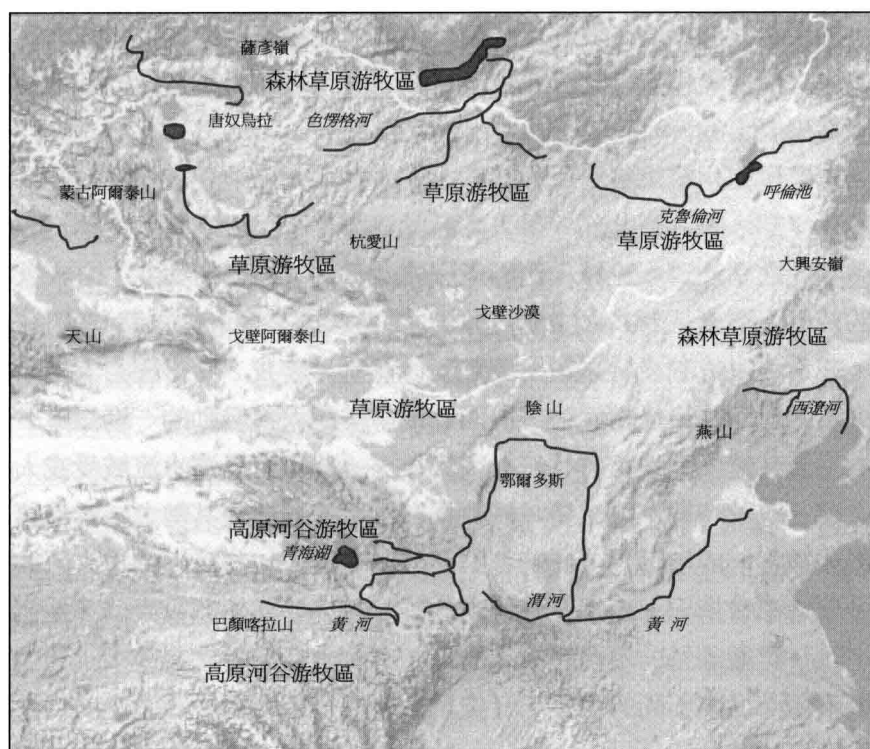 薩彥嶺
森林草原游牧區
唐奴烏拉
色愣格河
蒙古阿爾泰山
草原游牧區
呼倫池
克魯倫河
杭愛山
草原游牧區
草原游牧區
大興安嶺
戈壁沙漠
天山
戈壁阿爾泰山
森林草原游牧區
草原游牧區
陰山
西遼河
燕山
鄂爾多斯
高原河谷游牧區
青海湖
渭河
巴顏喀拉山
黃河
黃河
高原河谷游牧區